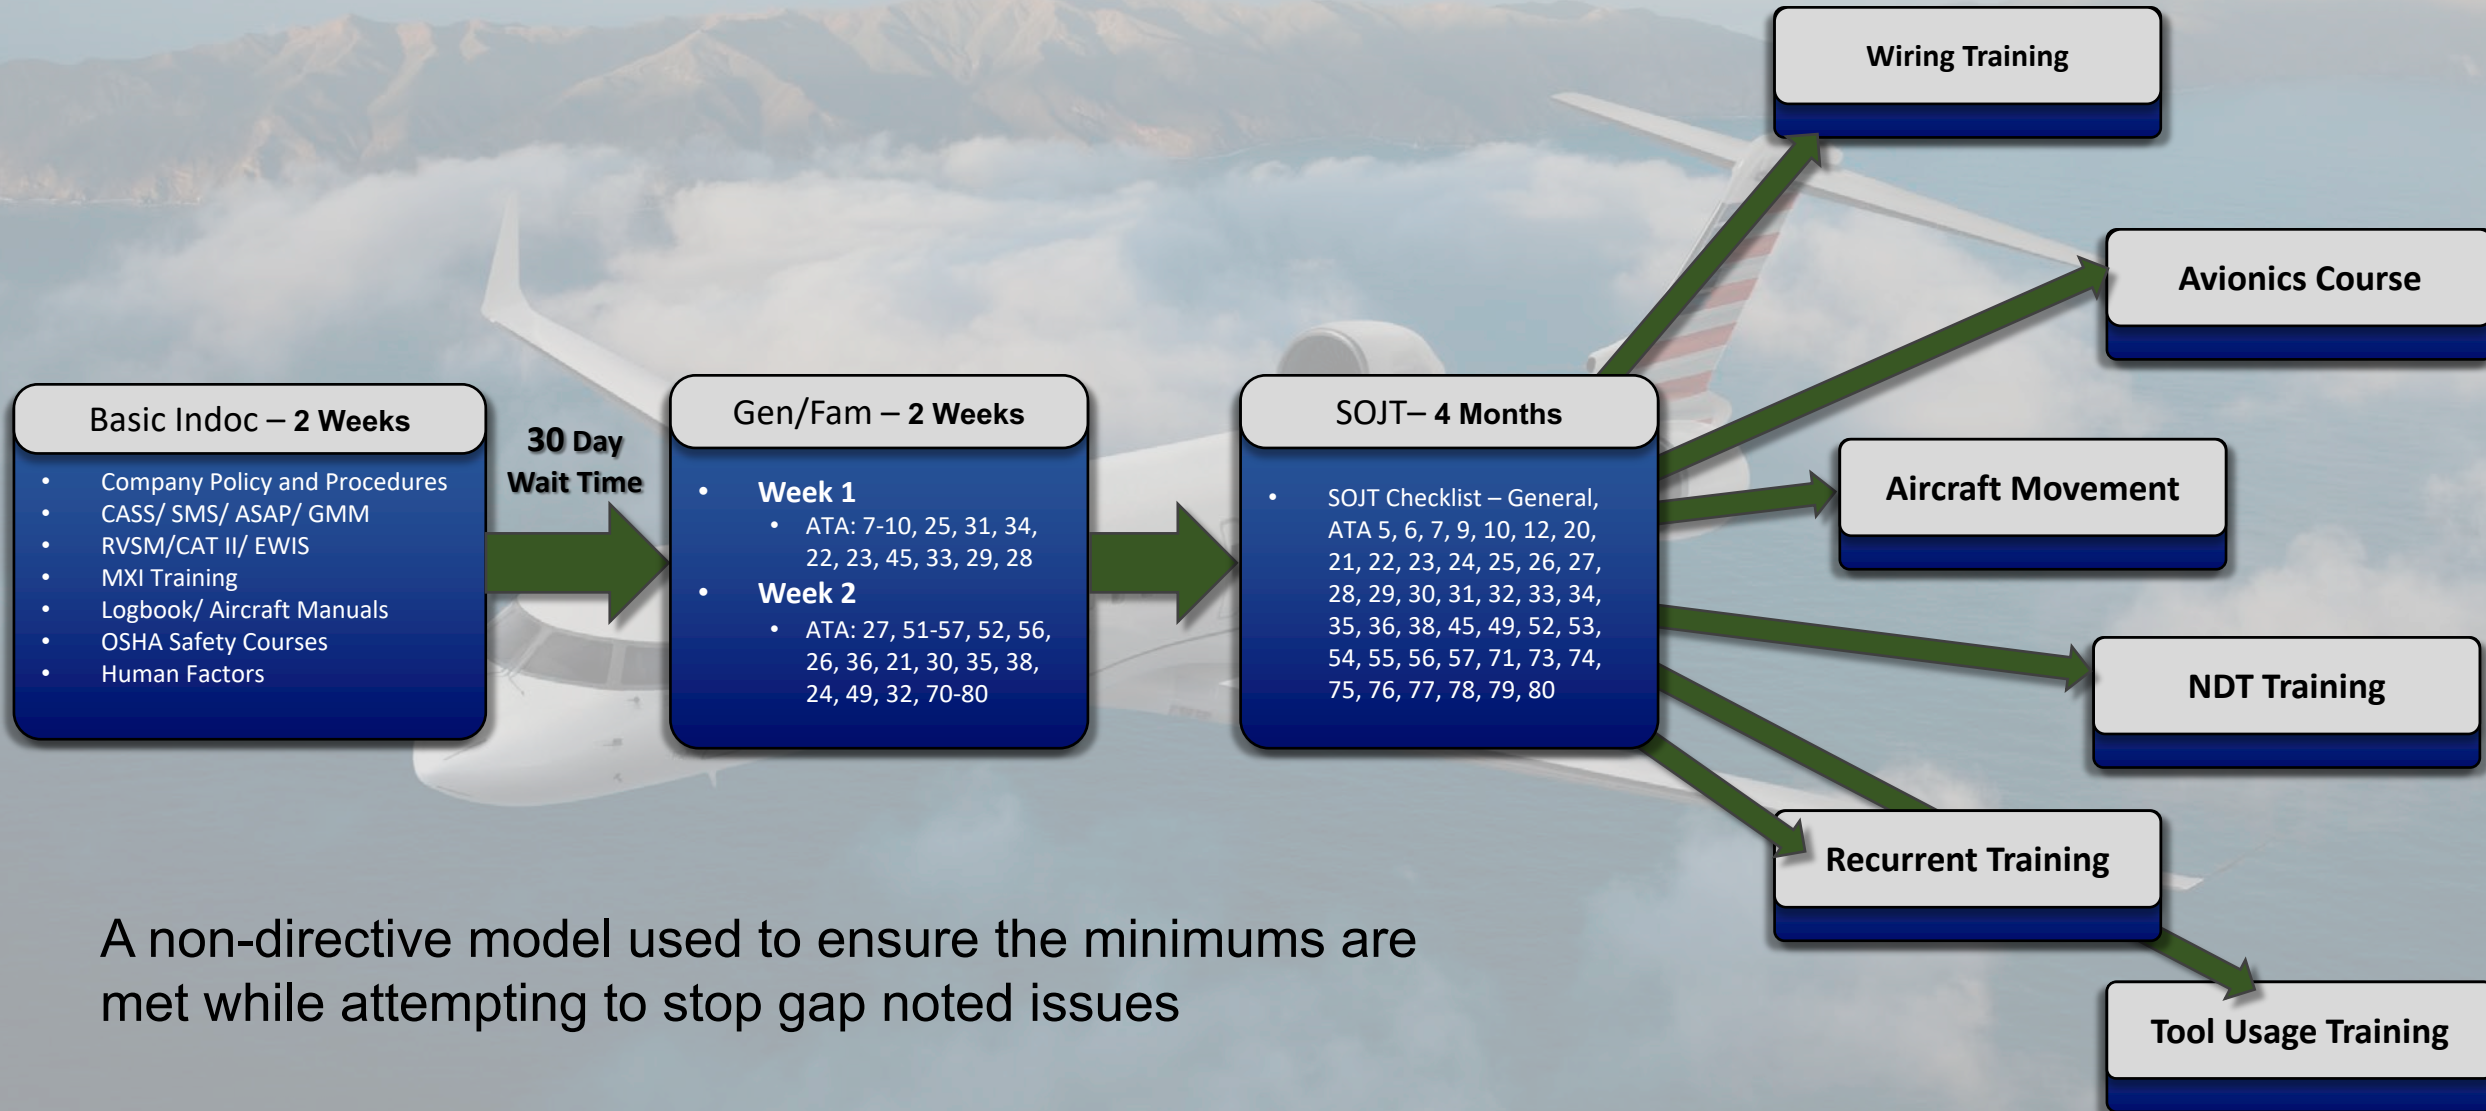 Wiring Training
Avionics Course
Basic Indoc – 2 Weeks
• Company Policy and Procedures
• CASS/ SMS/ ASAP/ GMM
• RVSM/CAT II/ EWIS
• MXI Training
• Logbook/ Aircraft Manuals
• OSHA Safety Courses
• Human Factors
30 Day
Wait Time
Gen/Fam – 2 Weeks
• Week 1
• ATA: 7-10, 25, 31, 34,
22, 23, 45, 33, 29, 28
• Week 2
• ATA: 27, 51-57, 52, 56,
26, 36, 21, 30, 35, 38,
24, 49, 32, 70-80
SOJT– 4 Months
• SOJT Checklist – General,
ATA 5, 6, 7, 9, 10, 12, 20,
21, 22, 23, 24, 25, 26, 27,
28, 29, 30, 31, 32, 33, 34,
35, 36, 38, 45, 49, 52, 53,
54, 55, 56, 57, 71, 73, 74,
75, 76, 77, 78, 79, 80
Aircraft Movement
NDT Training
Recurrent Training
Tool Usage Training
A non-directive model used to ensure the minimums are
met while attempting to stop gap noted issues